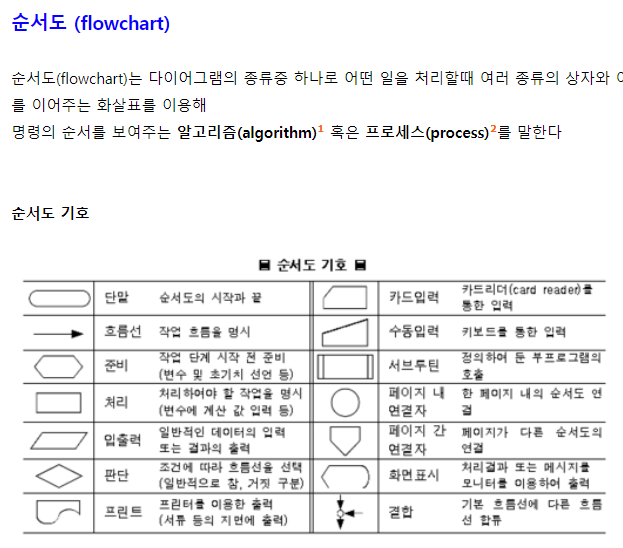 순서도 (flowchart)
순서도(flowchart)는 다이어그램의 종류중 하나로 어떤 일을 처리할때 여러 종류의 상자와
를 이어주는 화살표를 이용해
명령의 순서를 보여주는 알고리즘(algorithm)1 혹은 프로세스(process)2를 말한다
순서도 기호
순서도 기호
단말 순서도의 시작과 끝
카드입력 카드리더(card reader)를
통한 입력
흐름선 작업 흐름을 명시
수동입력 키보드를 통한 입력
준비 작업 단계 시작 전 준비
(변수 및 초기치 선언 등)
서브루틴 정의하여 둔 부프로그램의
호출
처리 처리하여야 할 작업을 명시
(변수에 계산 값 입력 등)
페이지 내
연결자
한 페이지 내의 순서도 연
결
입출력 일반적인 데이터의 입력
또는 결과의 출력
페이지 간
연결자
페이지가 다른 순서도의
연결
판단 조건에 따라 흐름선을 선택
(일반적으로 참, 거짓 구분)
화면표시 처리결과 또는 메시지를
모니터를 이용하여 출력
프린트 프린터를 이용한 출력
(서류 등의 지면에 출력)
결합 기본 흐름선에 다른 흐름
선 합류